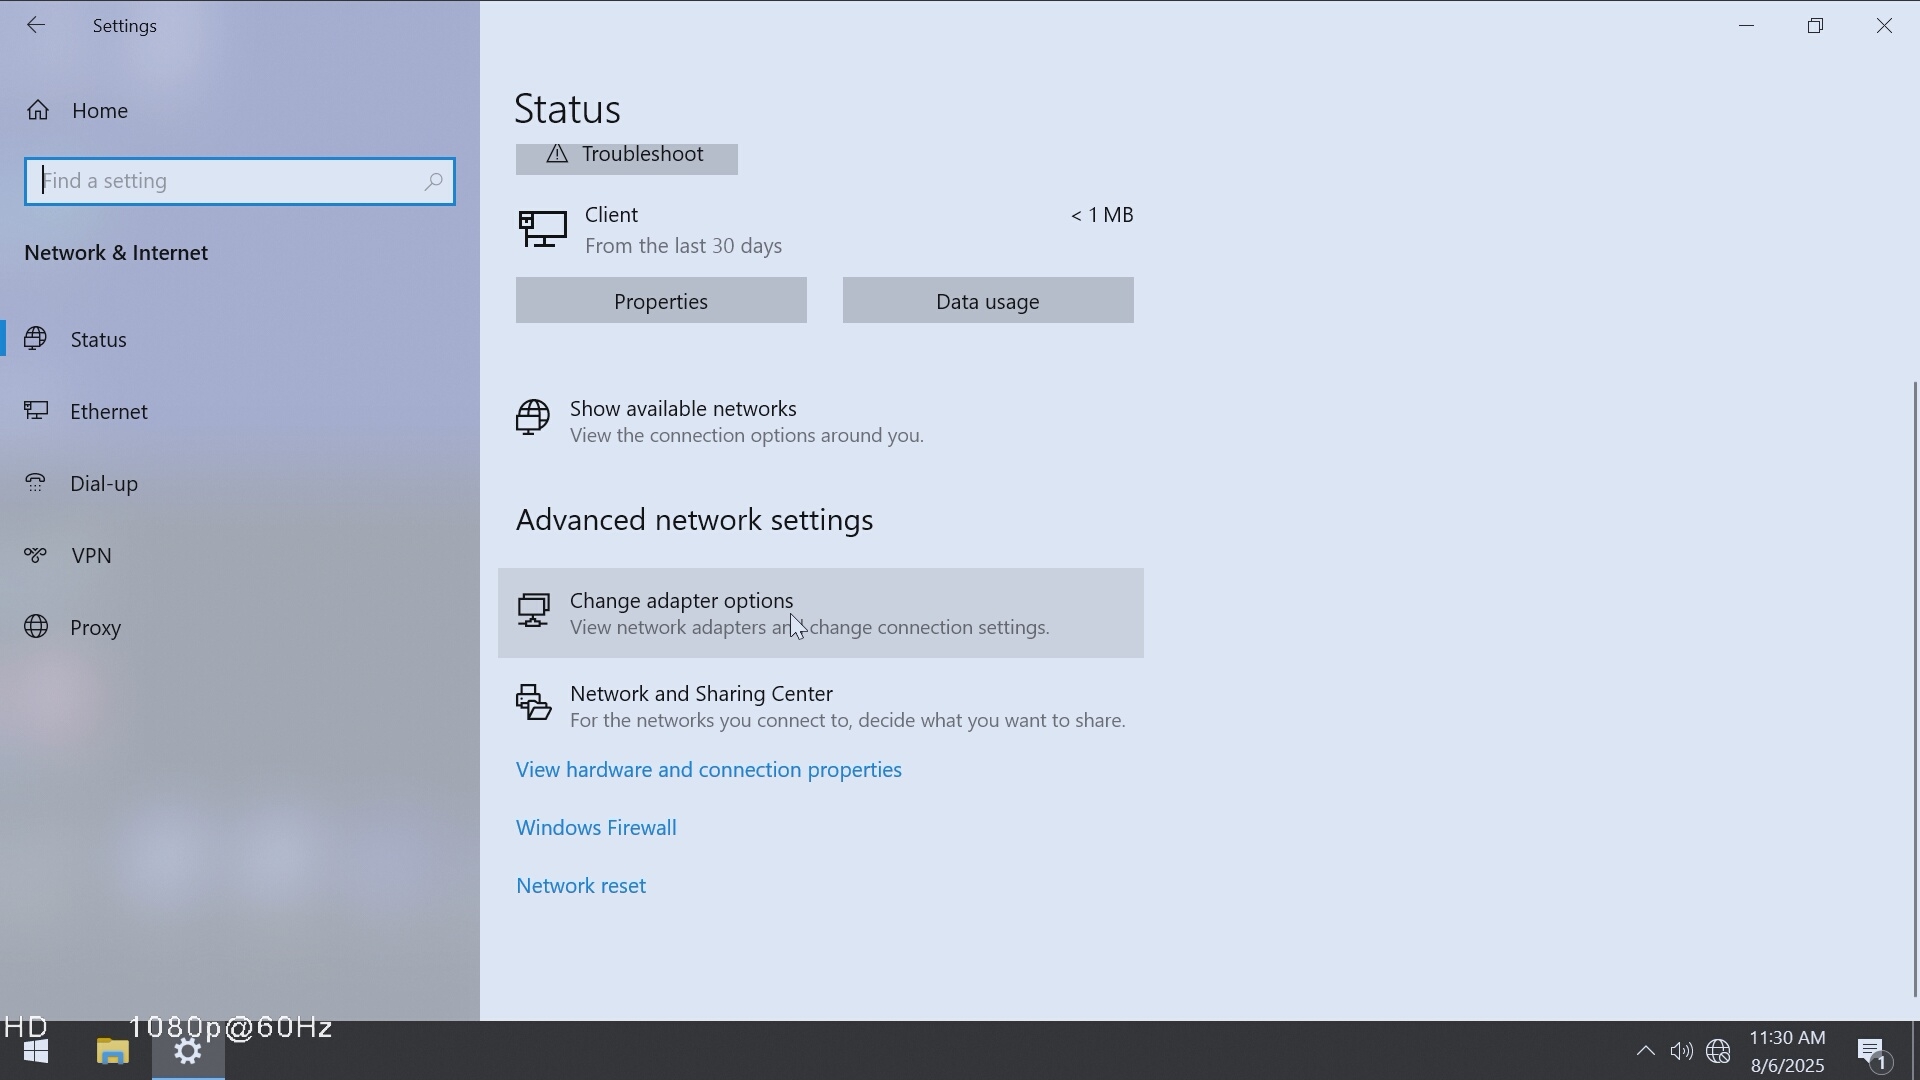 Settings
Home
Find a setting
Network & Internet
Status
Ethernet
Dial-up
VPN
Proxy
Status
Troubleshoot
Client
< 1 MB
From the last 30 days
Properties
Data usage
Show available networks
View the connection options around you.
Advanced network settings
Change adapter options
View network adapters and change connection settings.
Network and Sharing Center
For the networks you connect to, decide what you want to share.
View hardware and connection properties
Windows Firewall
Network reset
HD 1080p@60Hz
11:30 AM
8/6/2025
1